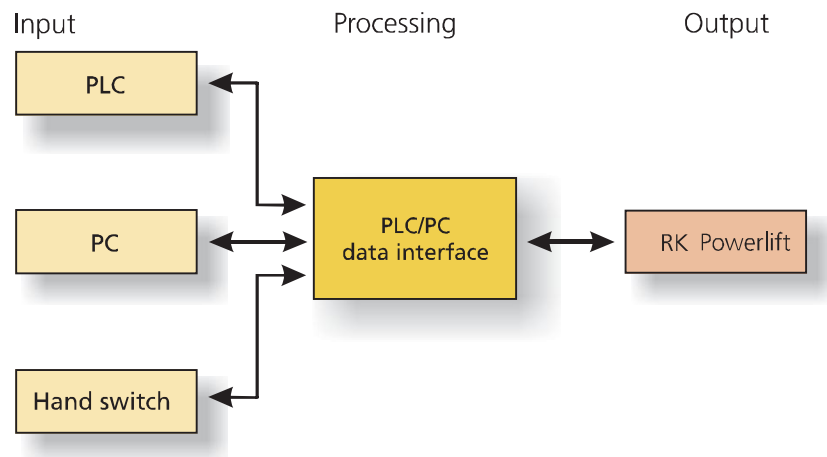 Input
Processing
Output
PLC
PC
Hand switch
PLC/PC
data interface
RK Powerlift